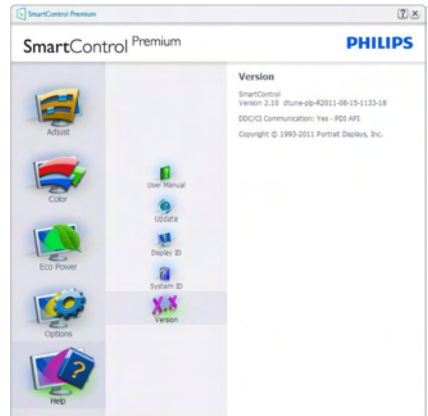 SmartControl Premium
SmartControl Premium
PHILIPS
Adjust
Color
Eco Power
Options
Help
User Manual
Update
Display ID
System ID
X.X
Version
Version
SmartControl
Version 2.10 dtune-plp-R2011-08-15-1133-18
DDC/CI Communication: Yes - PDI API
Copyright © 1993-2011 Portrait Displays, Inc.